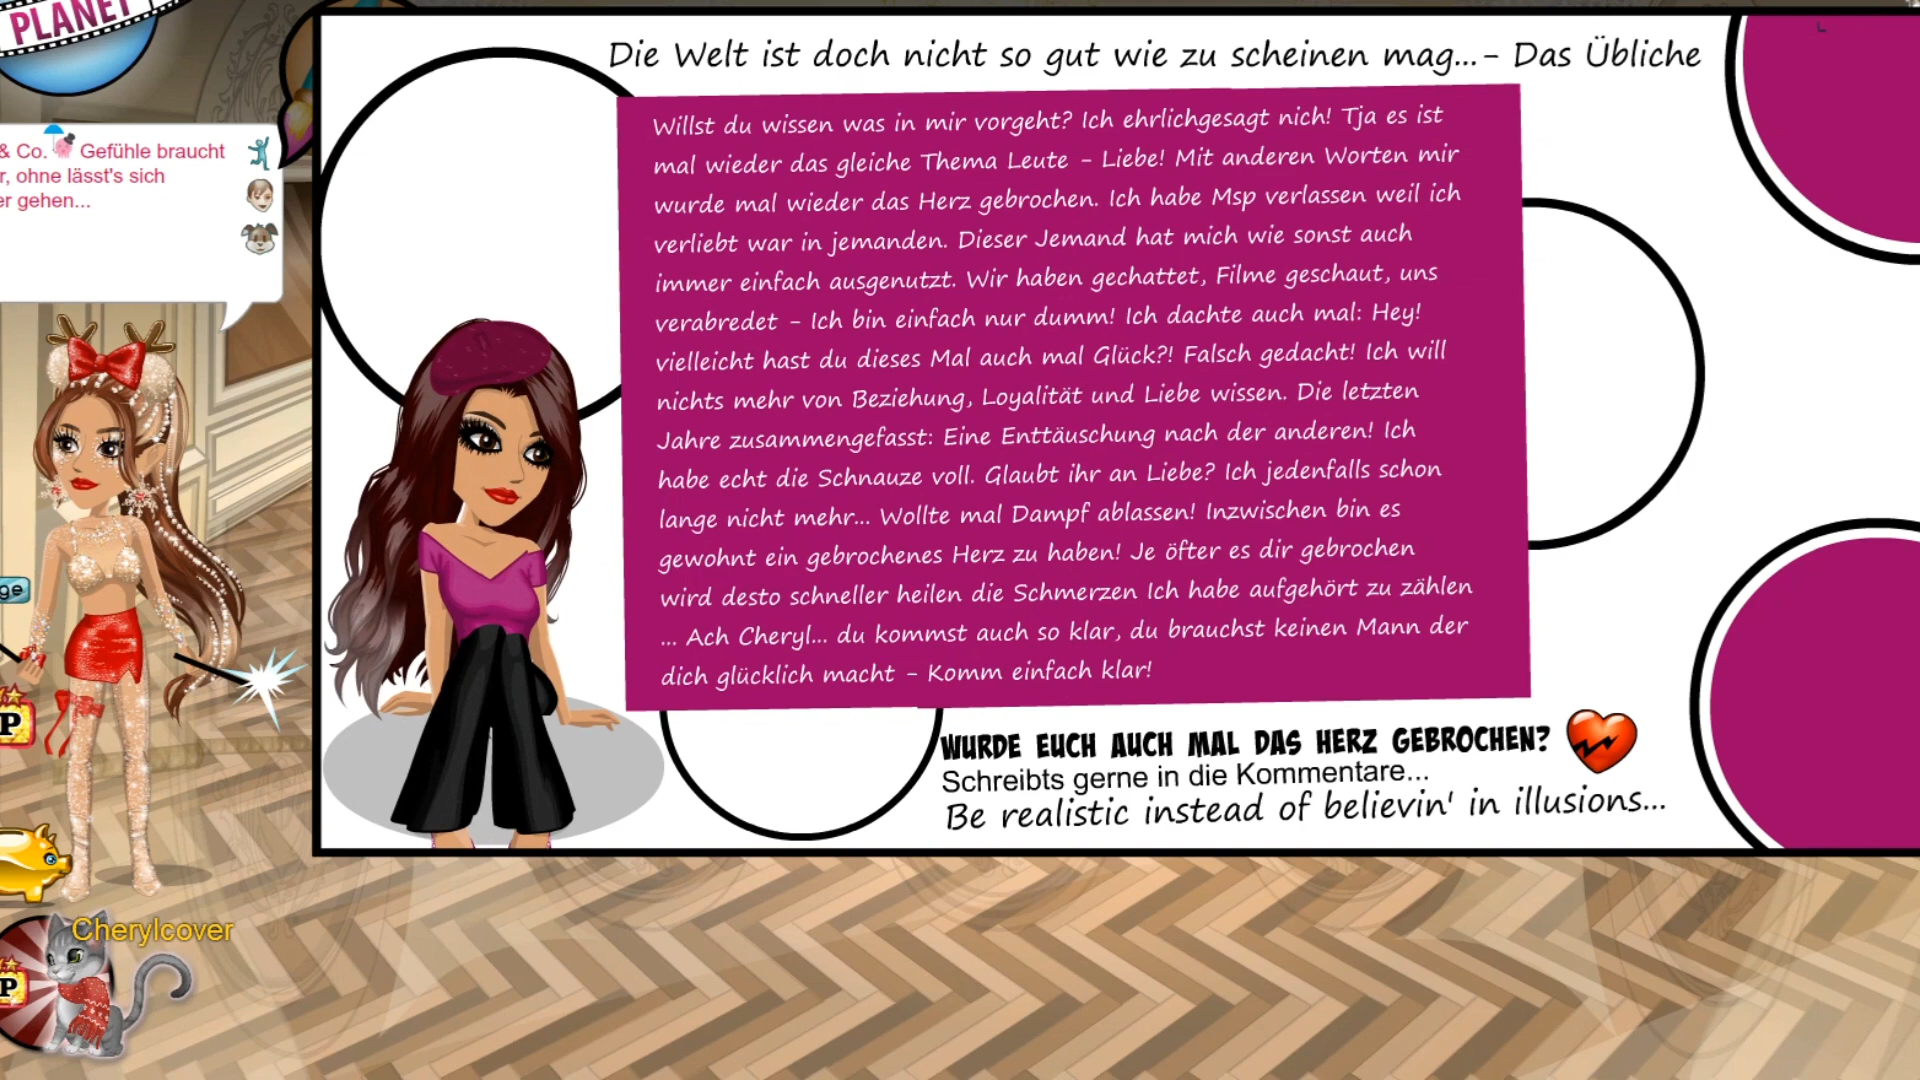 PLANET
Die Welt ist doch nicht so gut wie zu scheinen mag...- Das Übliche
& Co. Gefühle braucht
r, ohne lässt's sich
er gehen...
Willst du wissen was in mir vorgeht? Ich ehrlichgesagt nich! Tja es ist
mal wieder das gleiche Thema Leute - Liebe! Mit anderen Worten mir
wurde mal wieder das Herz gebrochen. Ich habe Msp verlassen weil ich
verliebt war in jemanden. Dieser Jemand hat mich wie sonst auch
immer einfach ausgenutzt. Wir haben gechattet, Filme geschaut, uns
verabredet - Ich bin einfach nur dumm! Ich dachte auch mal: Hey!
vielleicht hast du dieses Mal auch mal Glück?! Falsch gedacht! Ich will
nichts mehr von Beziehung, Loyalität und Liebe wissen. Die letzten
Jahre zusammengefasst: Eine Enttäuschung nach der anderen! Ich
habe echt die Schnauze voll. Glaubt ihr an Liebe? Ich jedenfalls schon
lange nicht mehr... Wollte mal Dampf ablassen! Inzwischen bin es
gewohnt ein gebrochenes Herz zu haben! Je öfter es dir gebrochen
wird desto schneller heilen die Schmerzen Ich habe aufgehört zu zählen
... Ach Cheryl... du kommst auch so klar, du brauchst keinen Mann der
dich glücklich macht - Komm einfach klar!
WURDE EUCH AUCH MAL DAS HERZ GEBROCHEN?
Schreibts gerne in die Kommentare...
Be realistic instead of believin' in illusions...
ge
P
Cherylcover
P